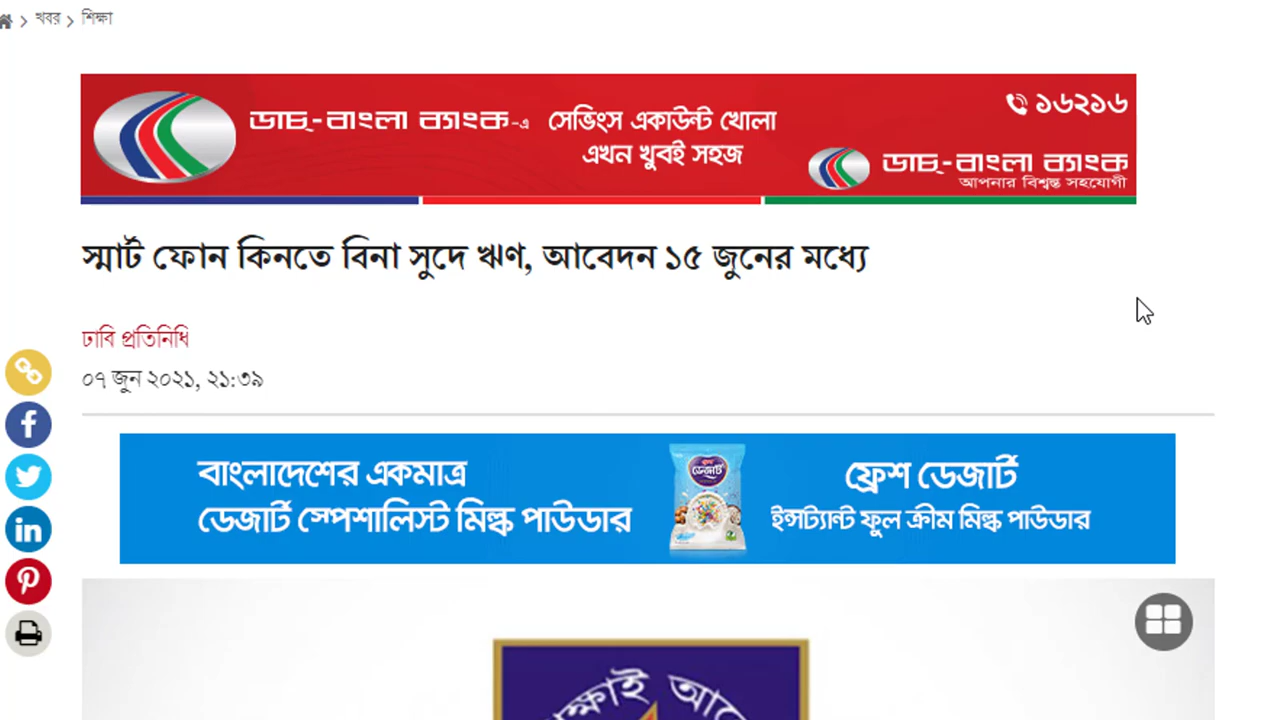 খবর > শিক্ষা
ডাচ্-বাংলা ব্যাংক-এ সেভিংস একাউন্ট খোলা
এখন খুবই সহজ
১৬২১৬
ডাচ্-বাংলা ব্যাংক
আপনার বিশ্বস্ত সহযোগী
স্মার্ট ফোন কিনতে বিনা সুদে ঋণ, আবেদন ১৫ জুনের মধ্যে
ঢাবি প্রতিনিধি
০৭ জুন ২০২১, ২১:৩৯
বাংলাদেশের একমাত্র
ডেজার্ট স্পেশালিস্ট মিল্ক পাউডার
ডেজার্ট
ফ্রেশ ডেজার্ট
ইন্সট্যান্ট ফুল ক্রীম মিল্ক পাউডার